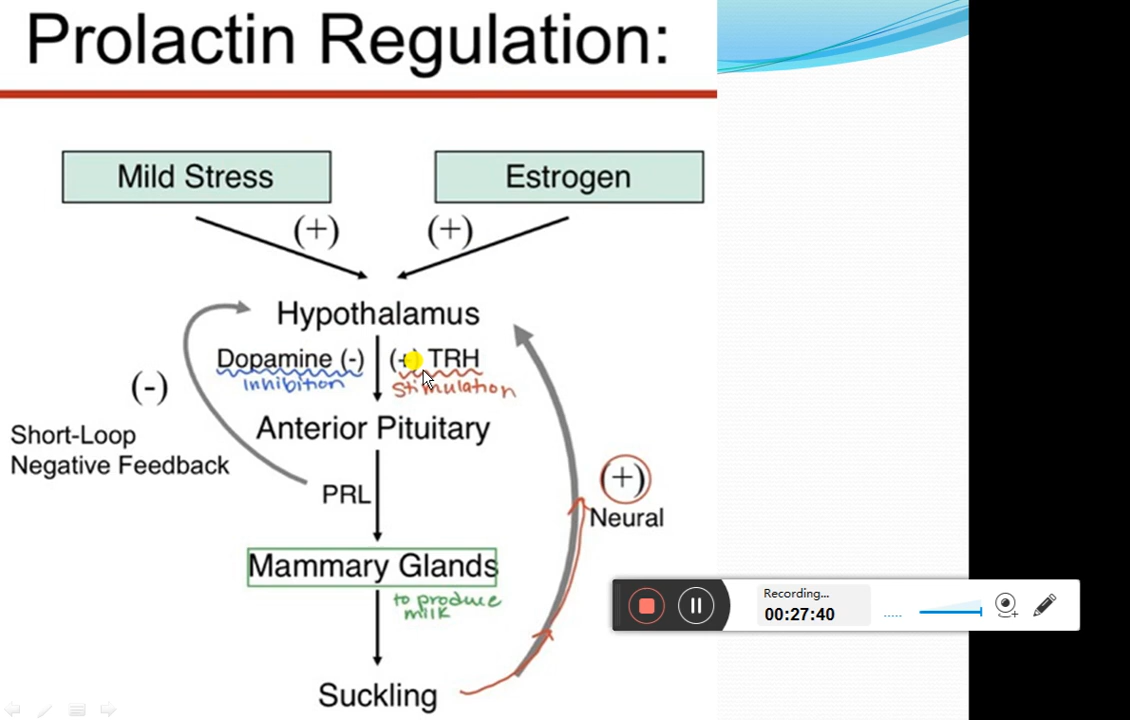 Prolactin Regulation:
Mild Stress
Estrogen
(+)
(+)
Hypothalamus
Dopamine (-)
(+) TRH
Inhibition
Stimulation
(-)
Short-Loop
Negative Feedback
Anterior Pituitary
(+)
Neural
PRL
Mammary Glands
to produce
milk
Suckling
Recording...
00:27:40